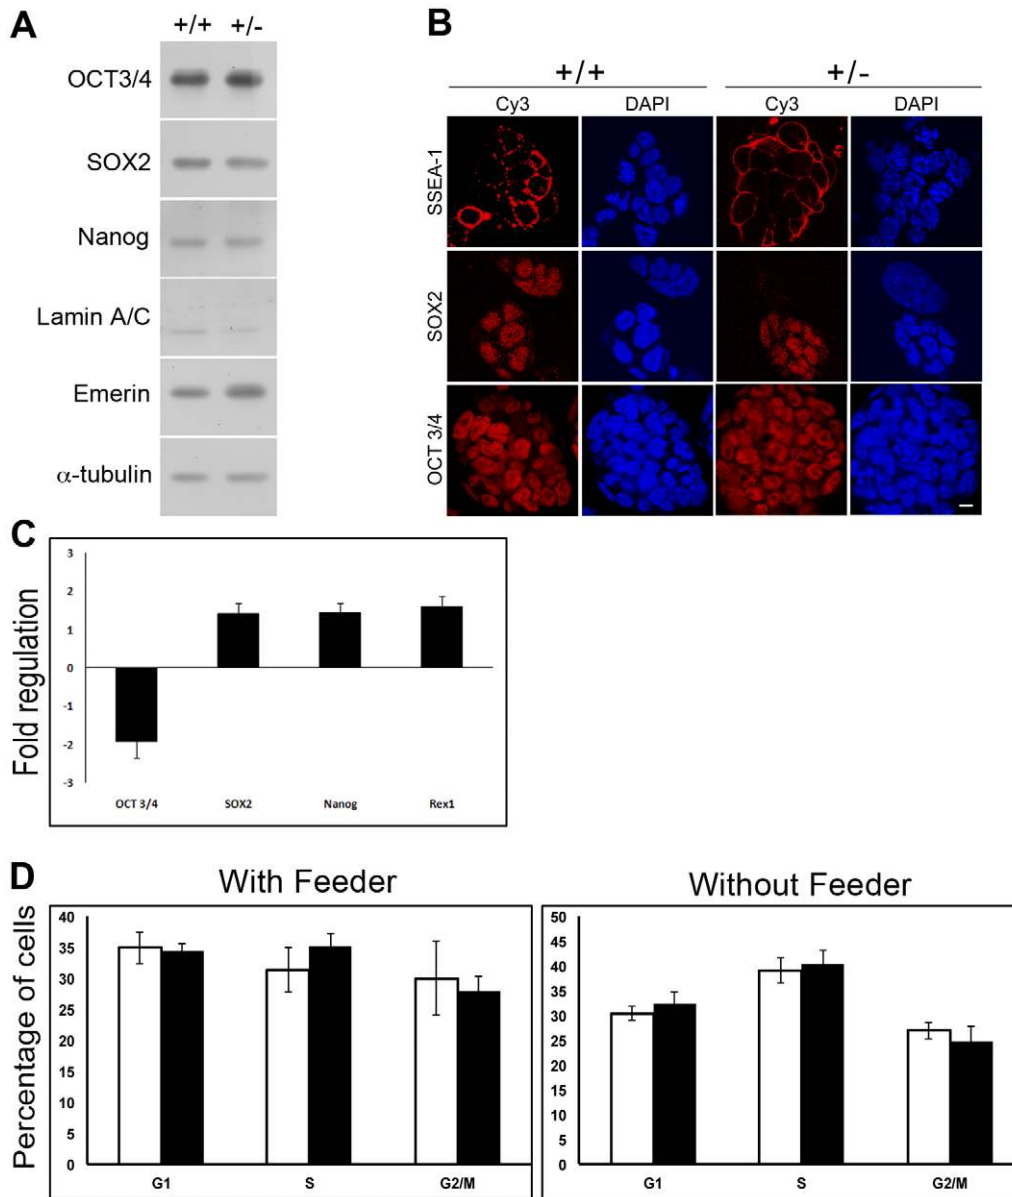 A
+/+ +/-
OCT3/4
SOX2
Nanog
Lamin A/C
Emerin
α-tubulin
B
+/+ +/-
Cy3 DAPI Cy3 DAPI
SSEA-1
SOX2
OCT 3/4
C
Fold regulation
3
2
1
0
-1
-2
-3
OCT 3/4 SOX2 Nanog Rex1
D
With Feeder
Percentage of cells
40
35
30
25
20
15
10
5
0
G1 S G2/M
Without Feeder
50
45
40
35
30
25
20
15
10
5
0
G1 S G2/M